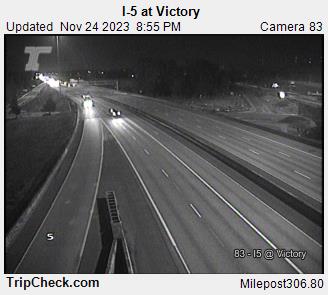 I-5 at Victory
Updated Nov 24 2023 8:55 PM Camera 83
S
83 - I5 @ Victory
TripCheck.com Milepost306.80